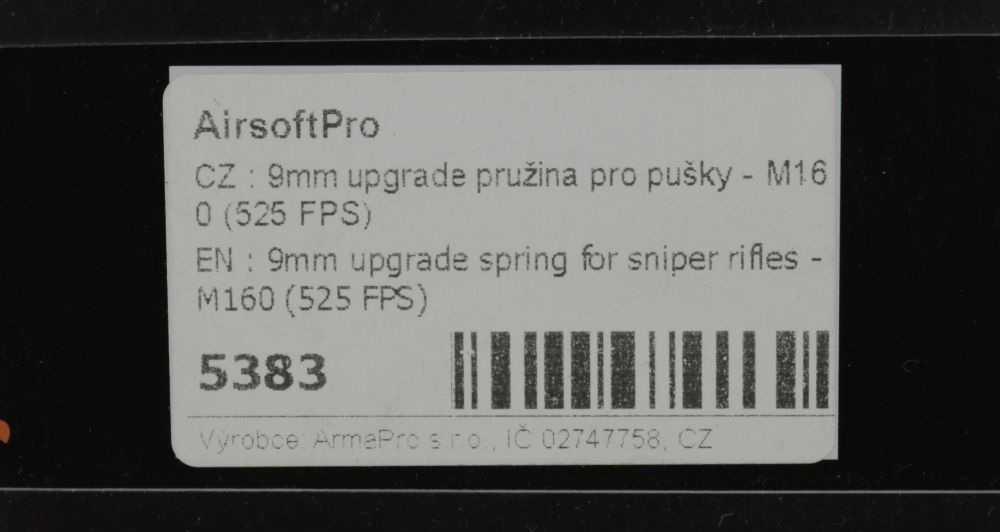 AirsoftPro
CZ : 9mm upgrade pružina pro pušky - M16
0 (525 FPS)
EN : 9mm upgrade spring for sniper rifles -
M160 (525 FPS)
5383
Výrobce: ArmaPro s.r.o., IČ 02747758, CZ